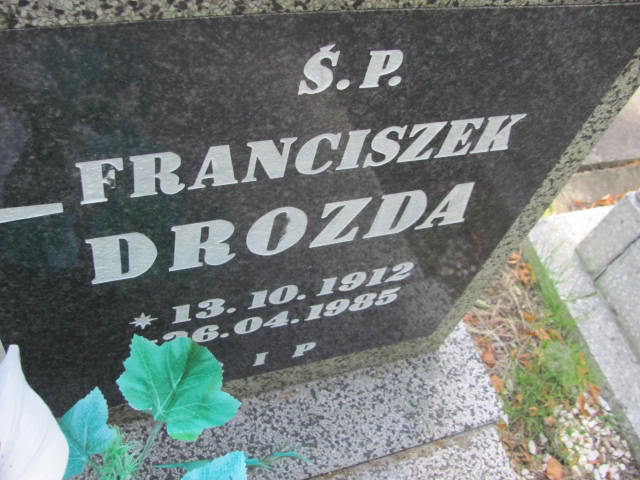 Ś.P.
FRANCISZEK
DROZDA
* 13.10.1912
26.04.1985
I P